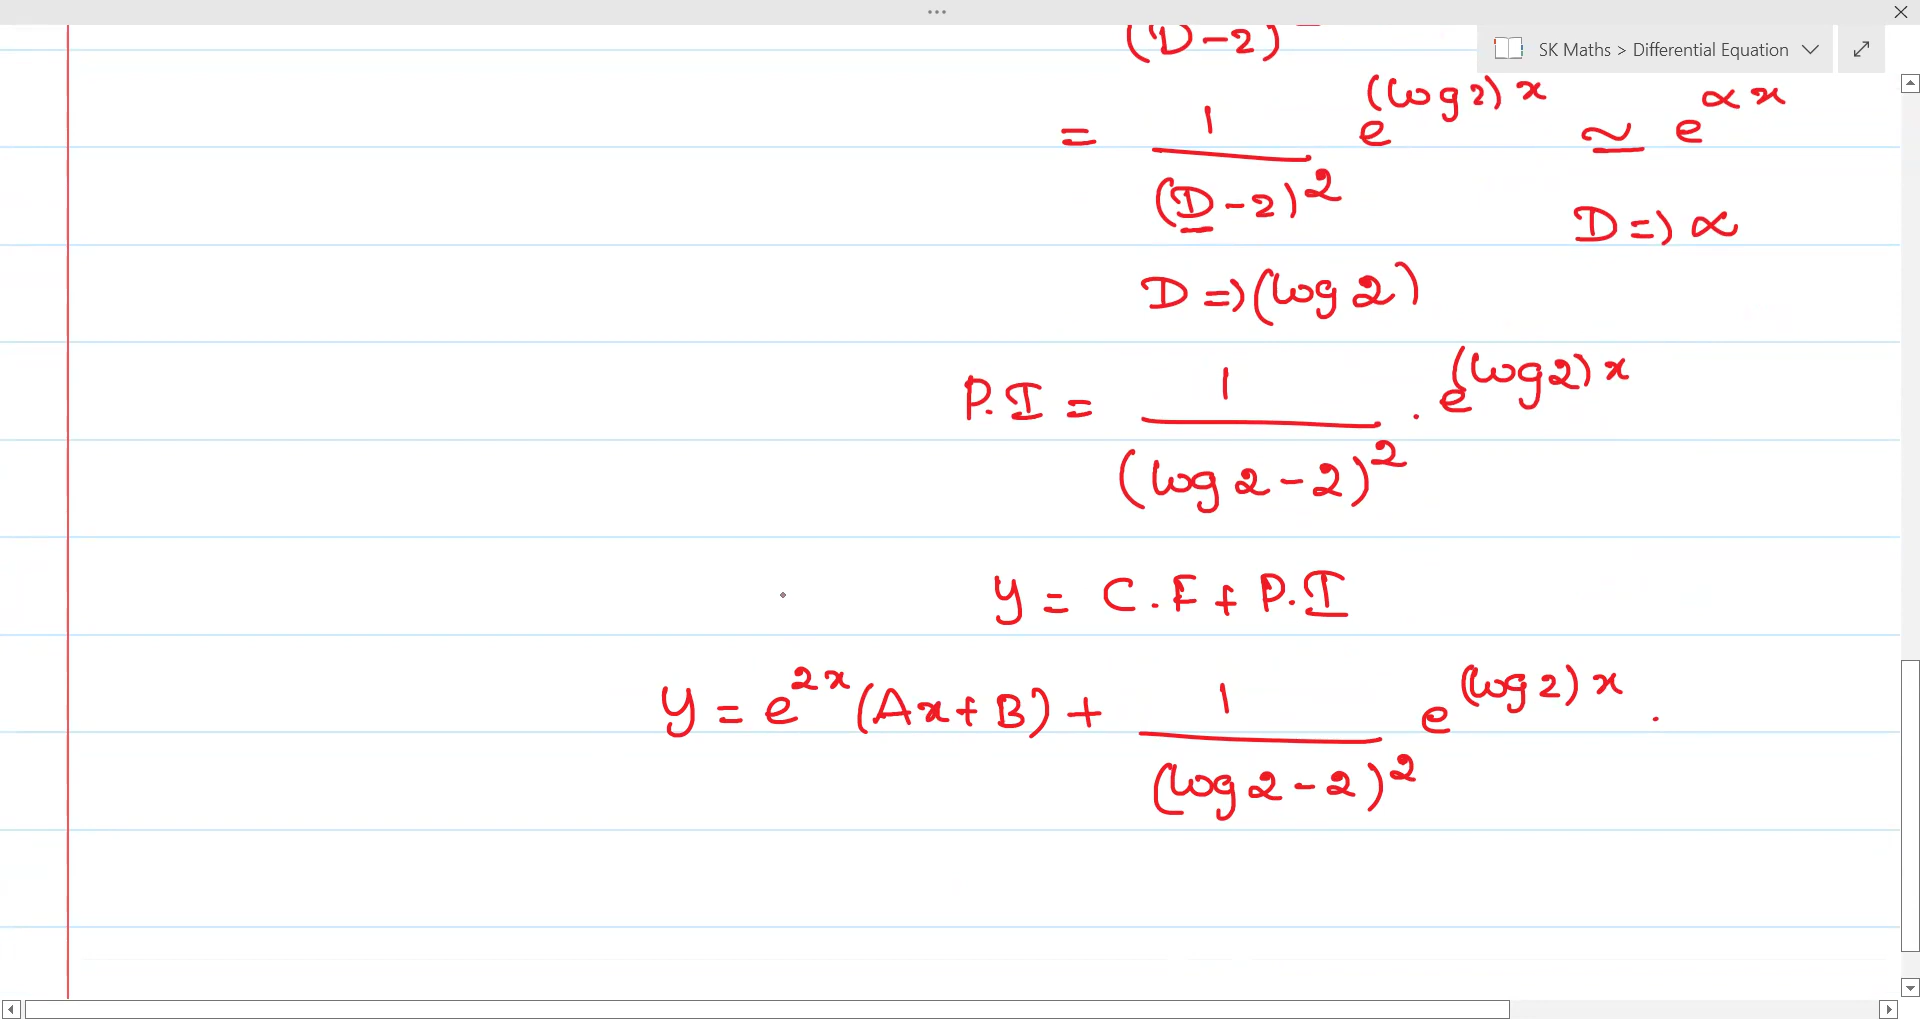 (D-2)
SK Maths > Differential Equation
= 1/(D-2)^2 e^{(log 2) x} ≃ e^{αx}
D => α
D => (log 2)
P.I = 1/(log 2-2)^2 . e^{(log 2) x}
y = C.F + P.I
y = e^{2x} (Ax+B) + 1/(log 2-2)^2 e^{(log 2) x} .